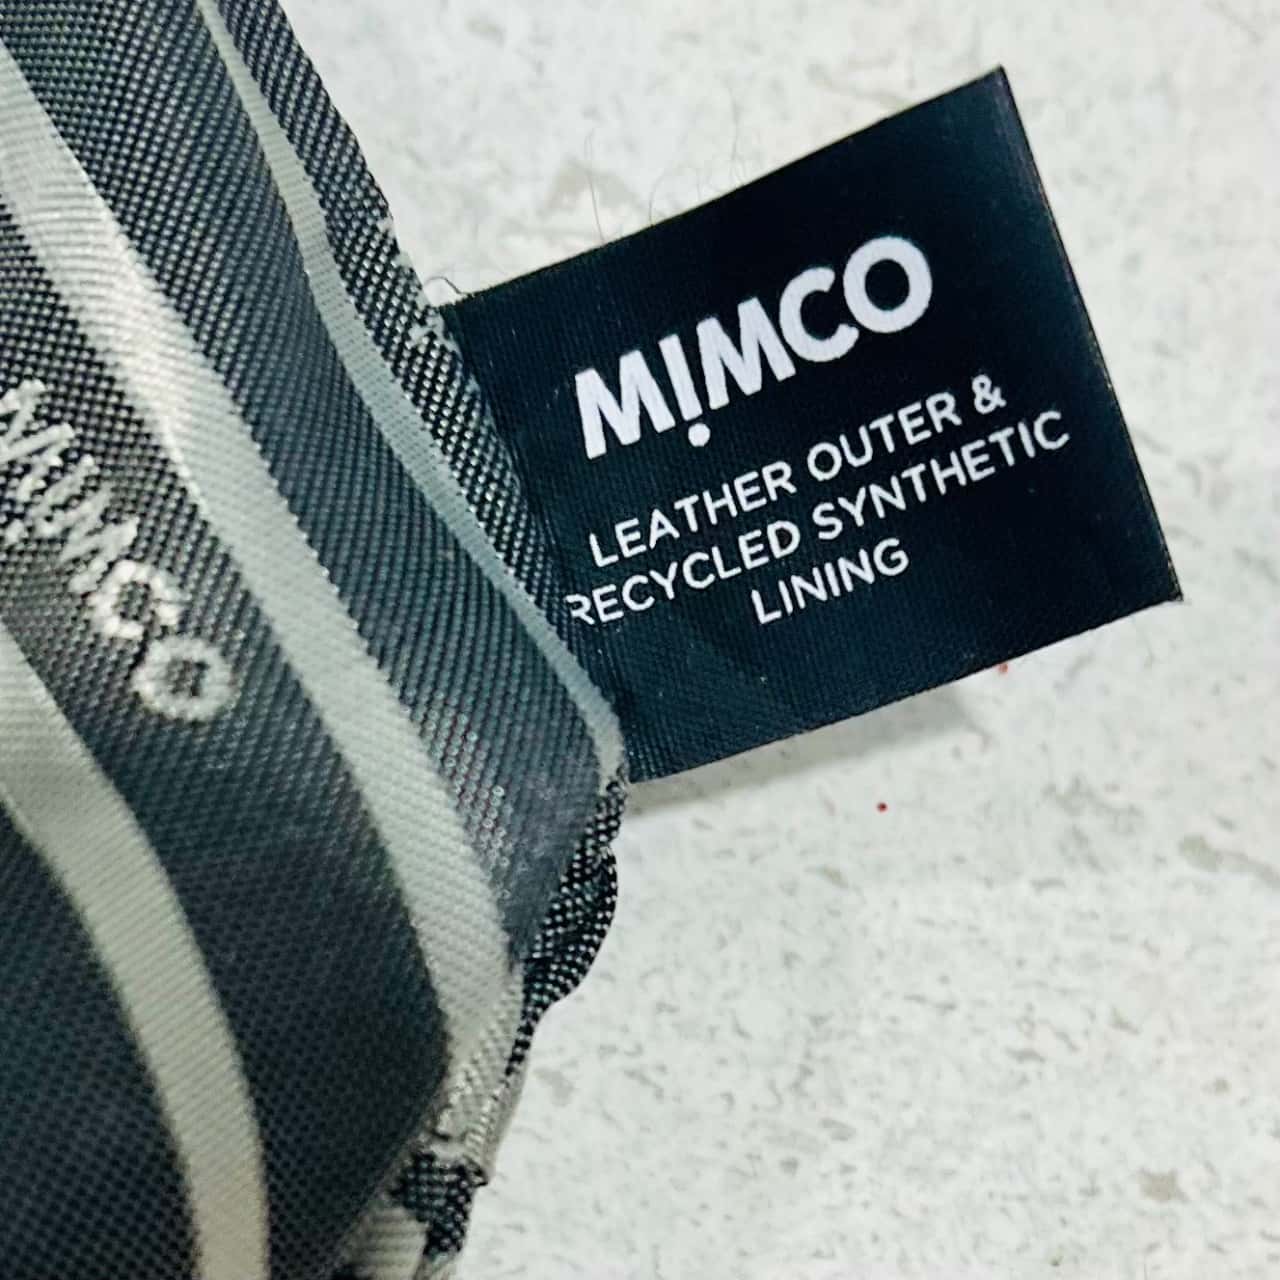 MIMCO
LEATHER OUTER &
RECYCLED SYNTHETIC
LINING
MIMCO